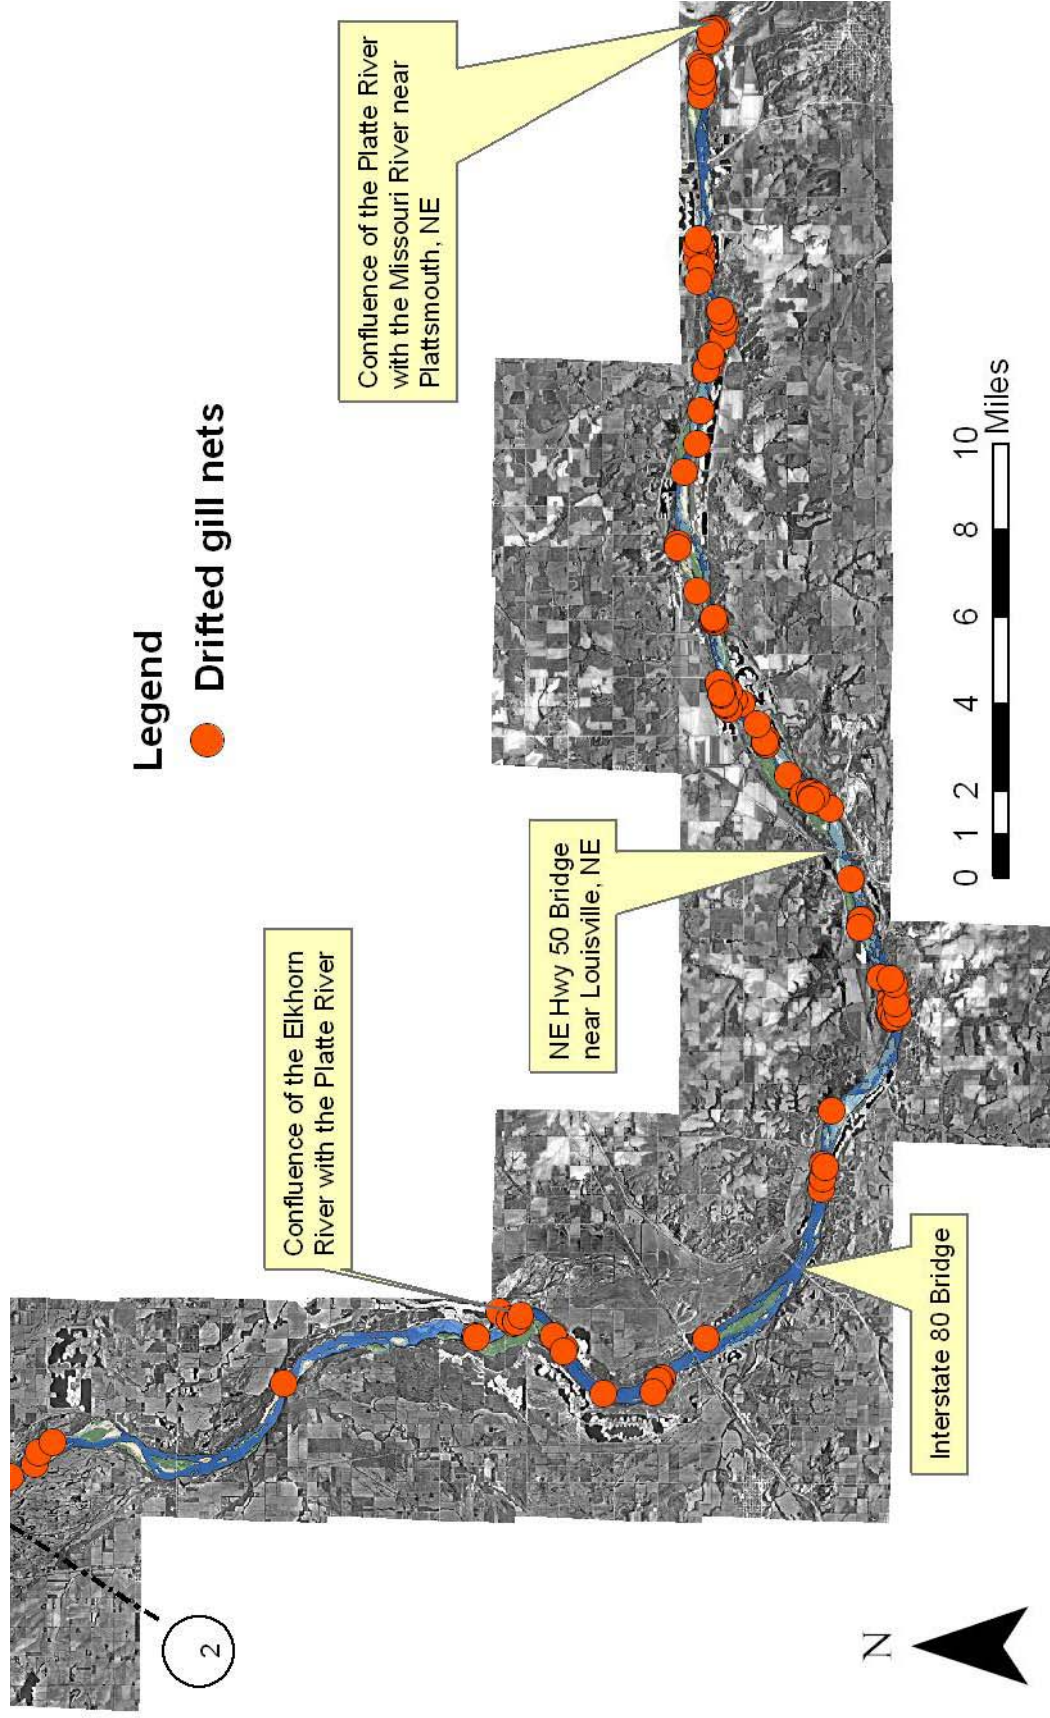 Legend
Drifted gill nets
Confluence of the Platte River
with the Missouri River near
Plattsmouth, NE
Confluence of the Elkhorn
River with the Platte River
NE Hwy 50 Bridge
near Louisville, NE
Interstate 80 Bridge
2
N
0 1 2 4 6 8 10
Miles